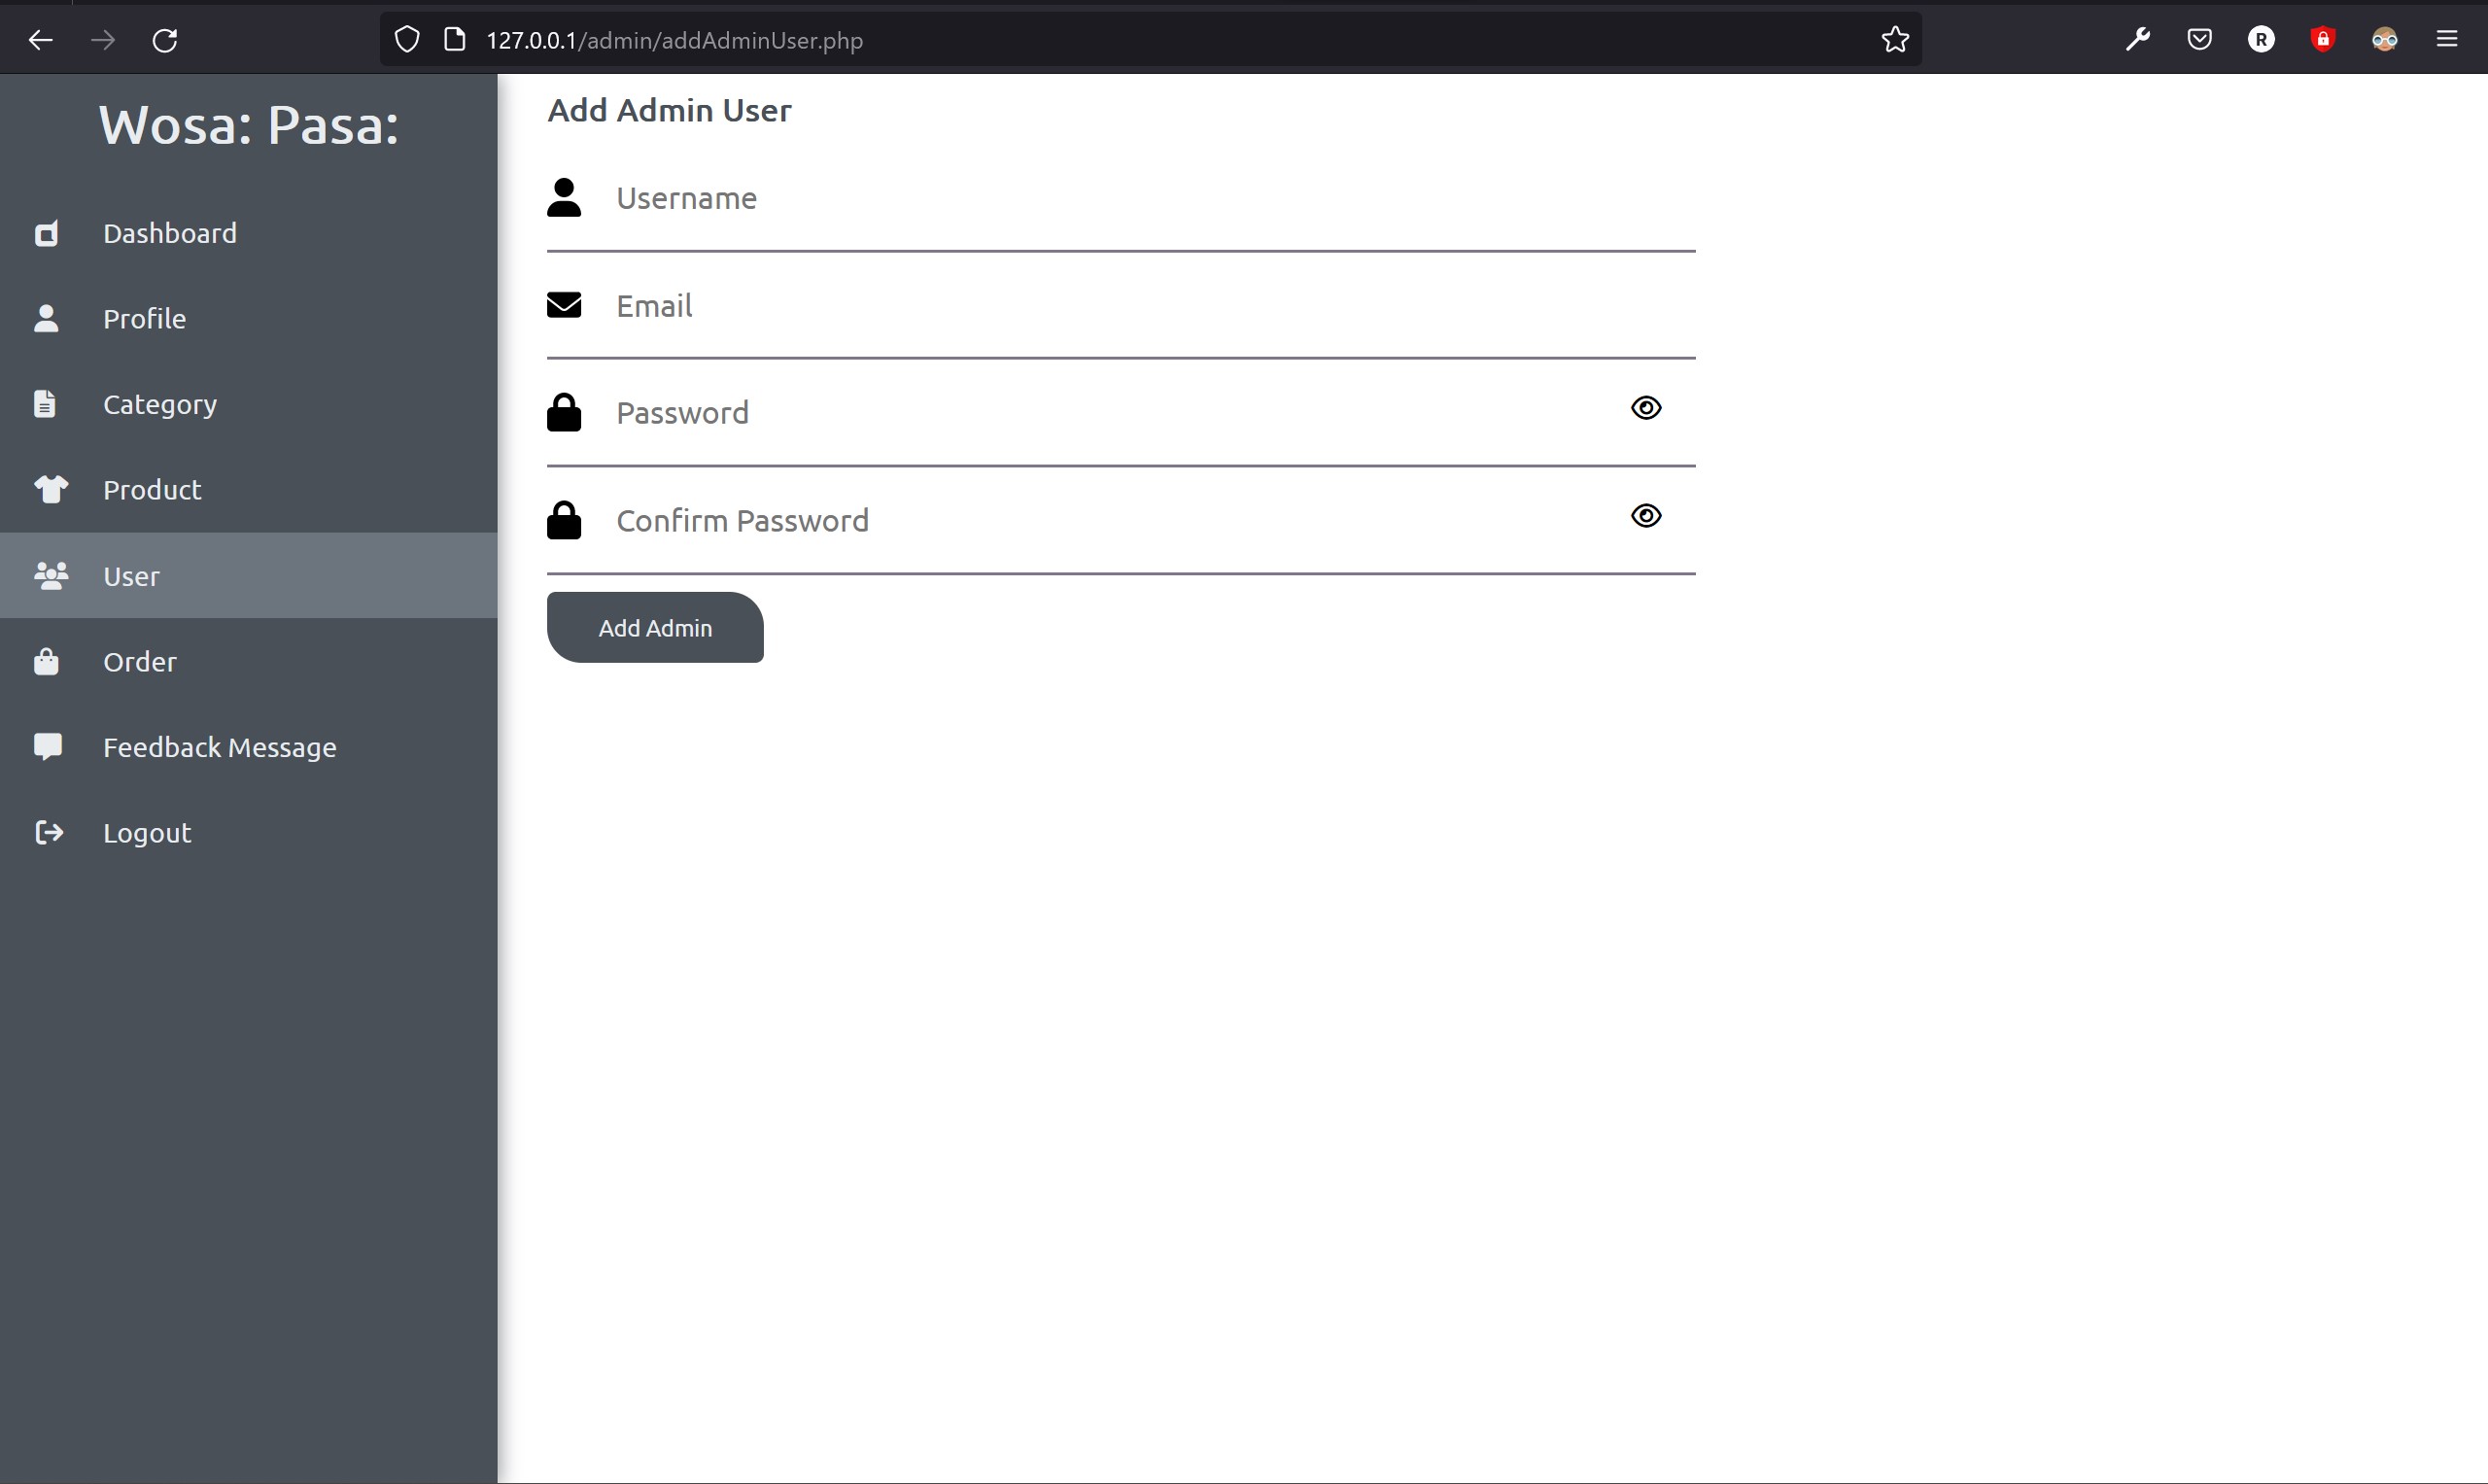 127.0.0.1/admin/addAdminUser.php
R
Wosa: Pasa:
Dashboard
Profile
Category
Product
User
Order
Feedback Message
Logout
Add Admin User
Username
Email
Password
Confirm Password
Add Admin